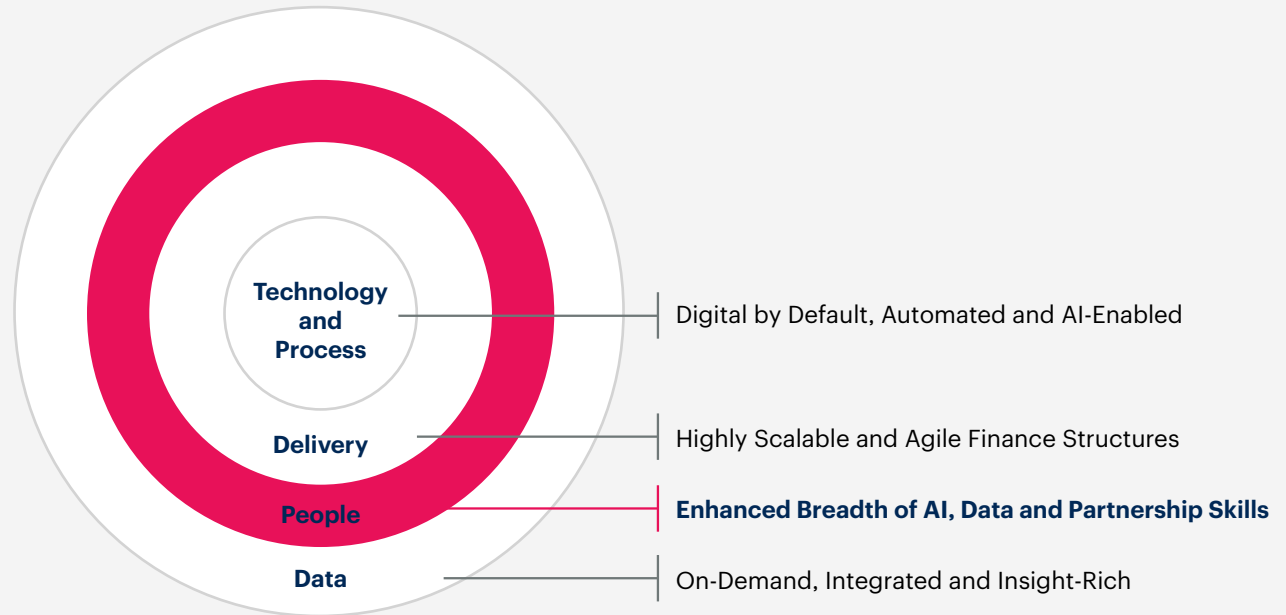 Technology
and
Process
Digital by Default, Automated and AI-Enabled
Delivery
Highly Scalable and Agile Finance Structures
People
Enhanced Breadth of AI, Data and Partnership Skills
Data
On-Demand, Integrated and Insight-Rich